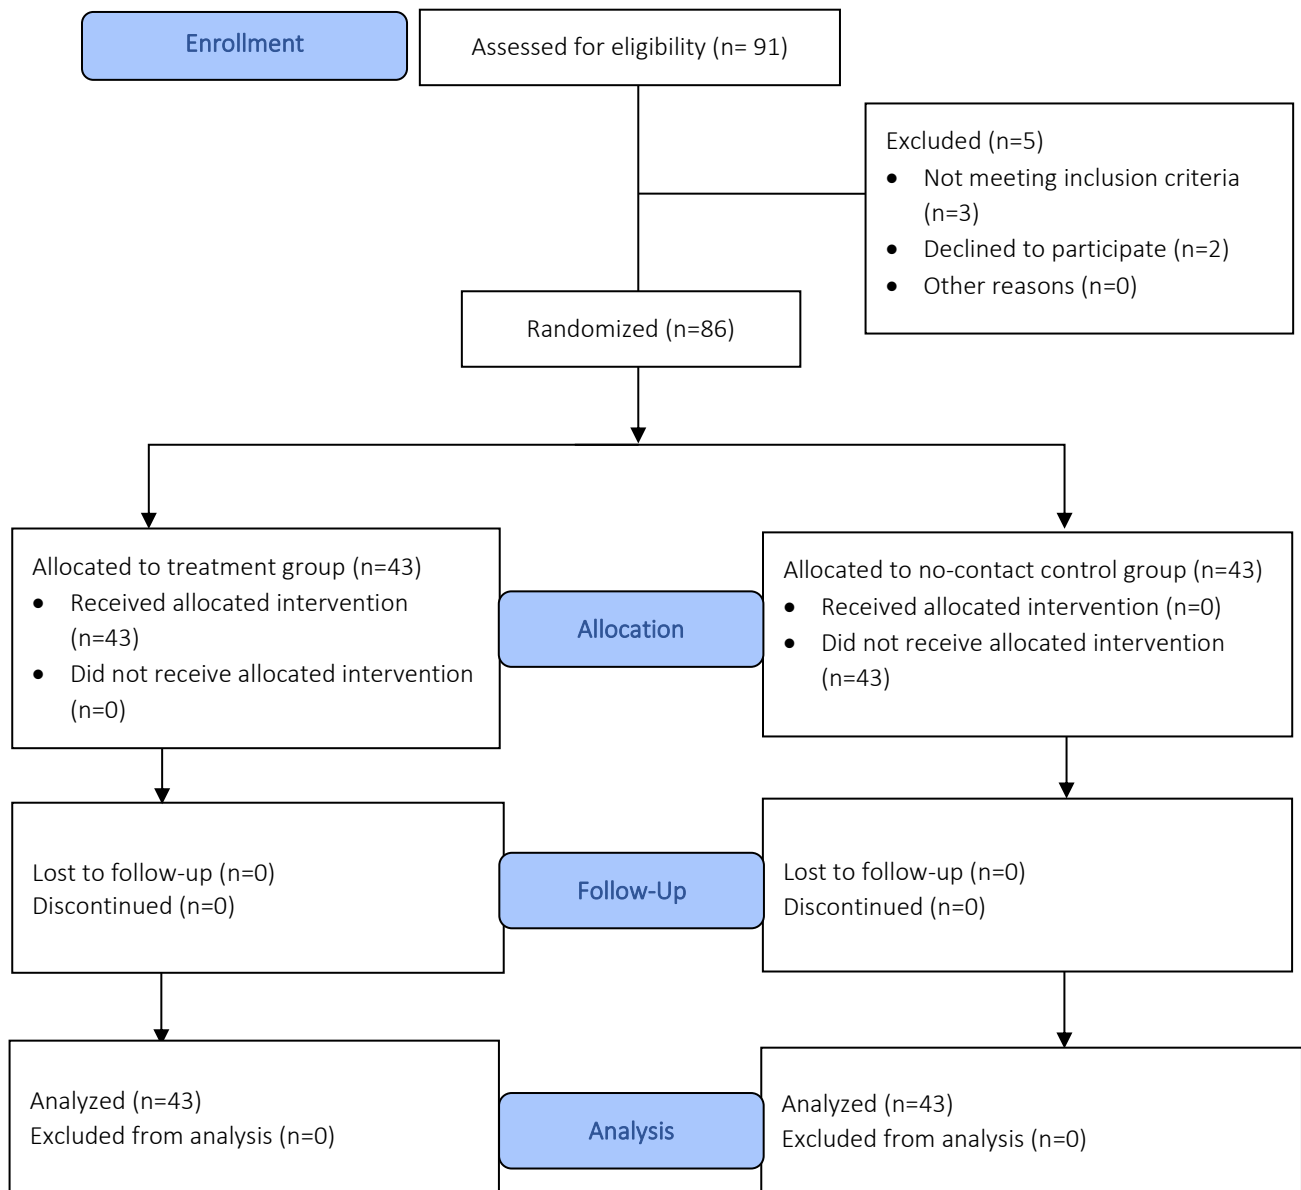 Enrollment
Assessed for eligibility (n= 91)
Excluded (n=5)
• Not meeting inclusion criteria
(n=3)
• Declined to participate (n=2)
• Other reasons (n=0)
Randomized (n=86)
Allocated to treatment group (n=43)
• Received allocated intervention
(n=43)
• Did not receive allocated intervention
(n=0)
Allocation
Allocated to no-contact control group (n=43)
• Received allocated intervention (n=0)
• Did not receive allocated intervention
(n=43)
Lost to follow-up (n=0)
Discontinued (n=0)
Follow-Up
Lost to follow-up (n=0)
Discontinued (n=0)
Analyzed (n=43)
Excluded from analysis (n=0)
Analysis
Analyzed (n=43)
Excluded from analysis (n=0)